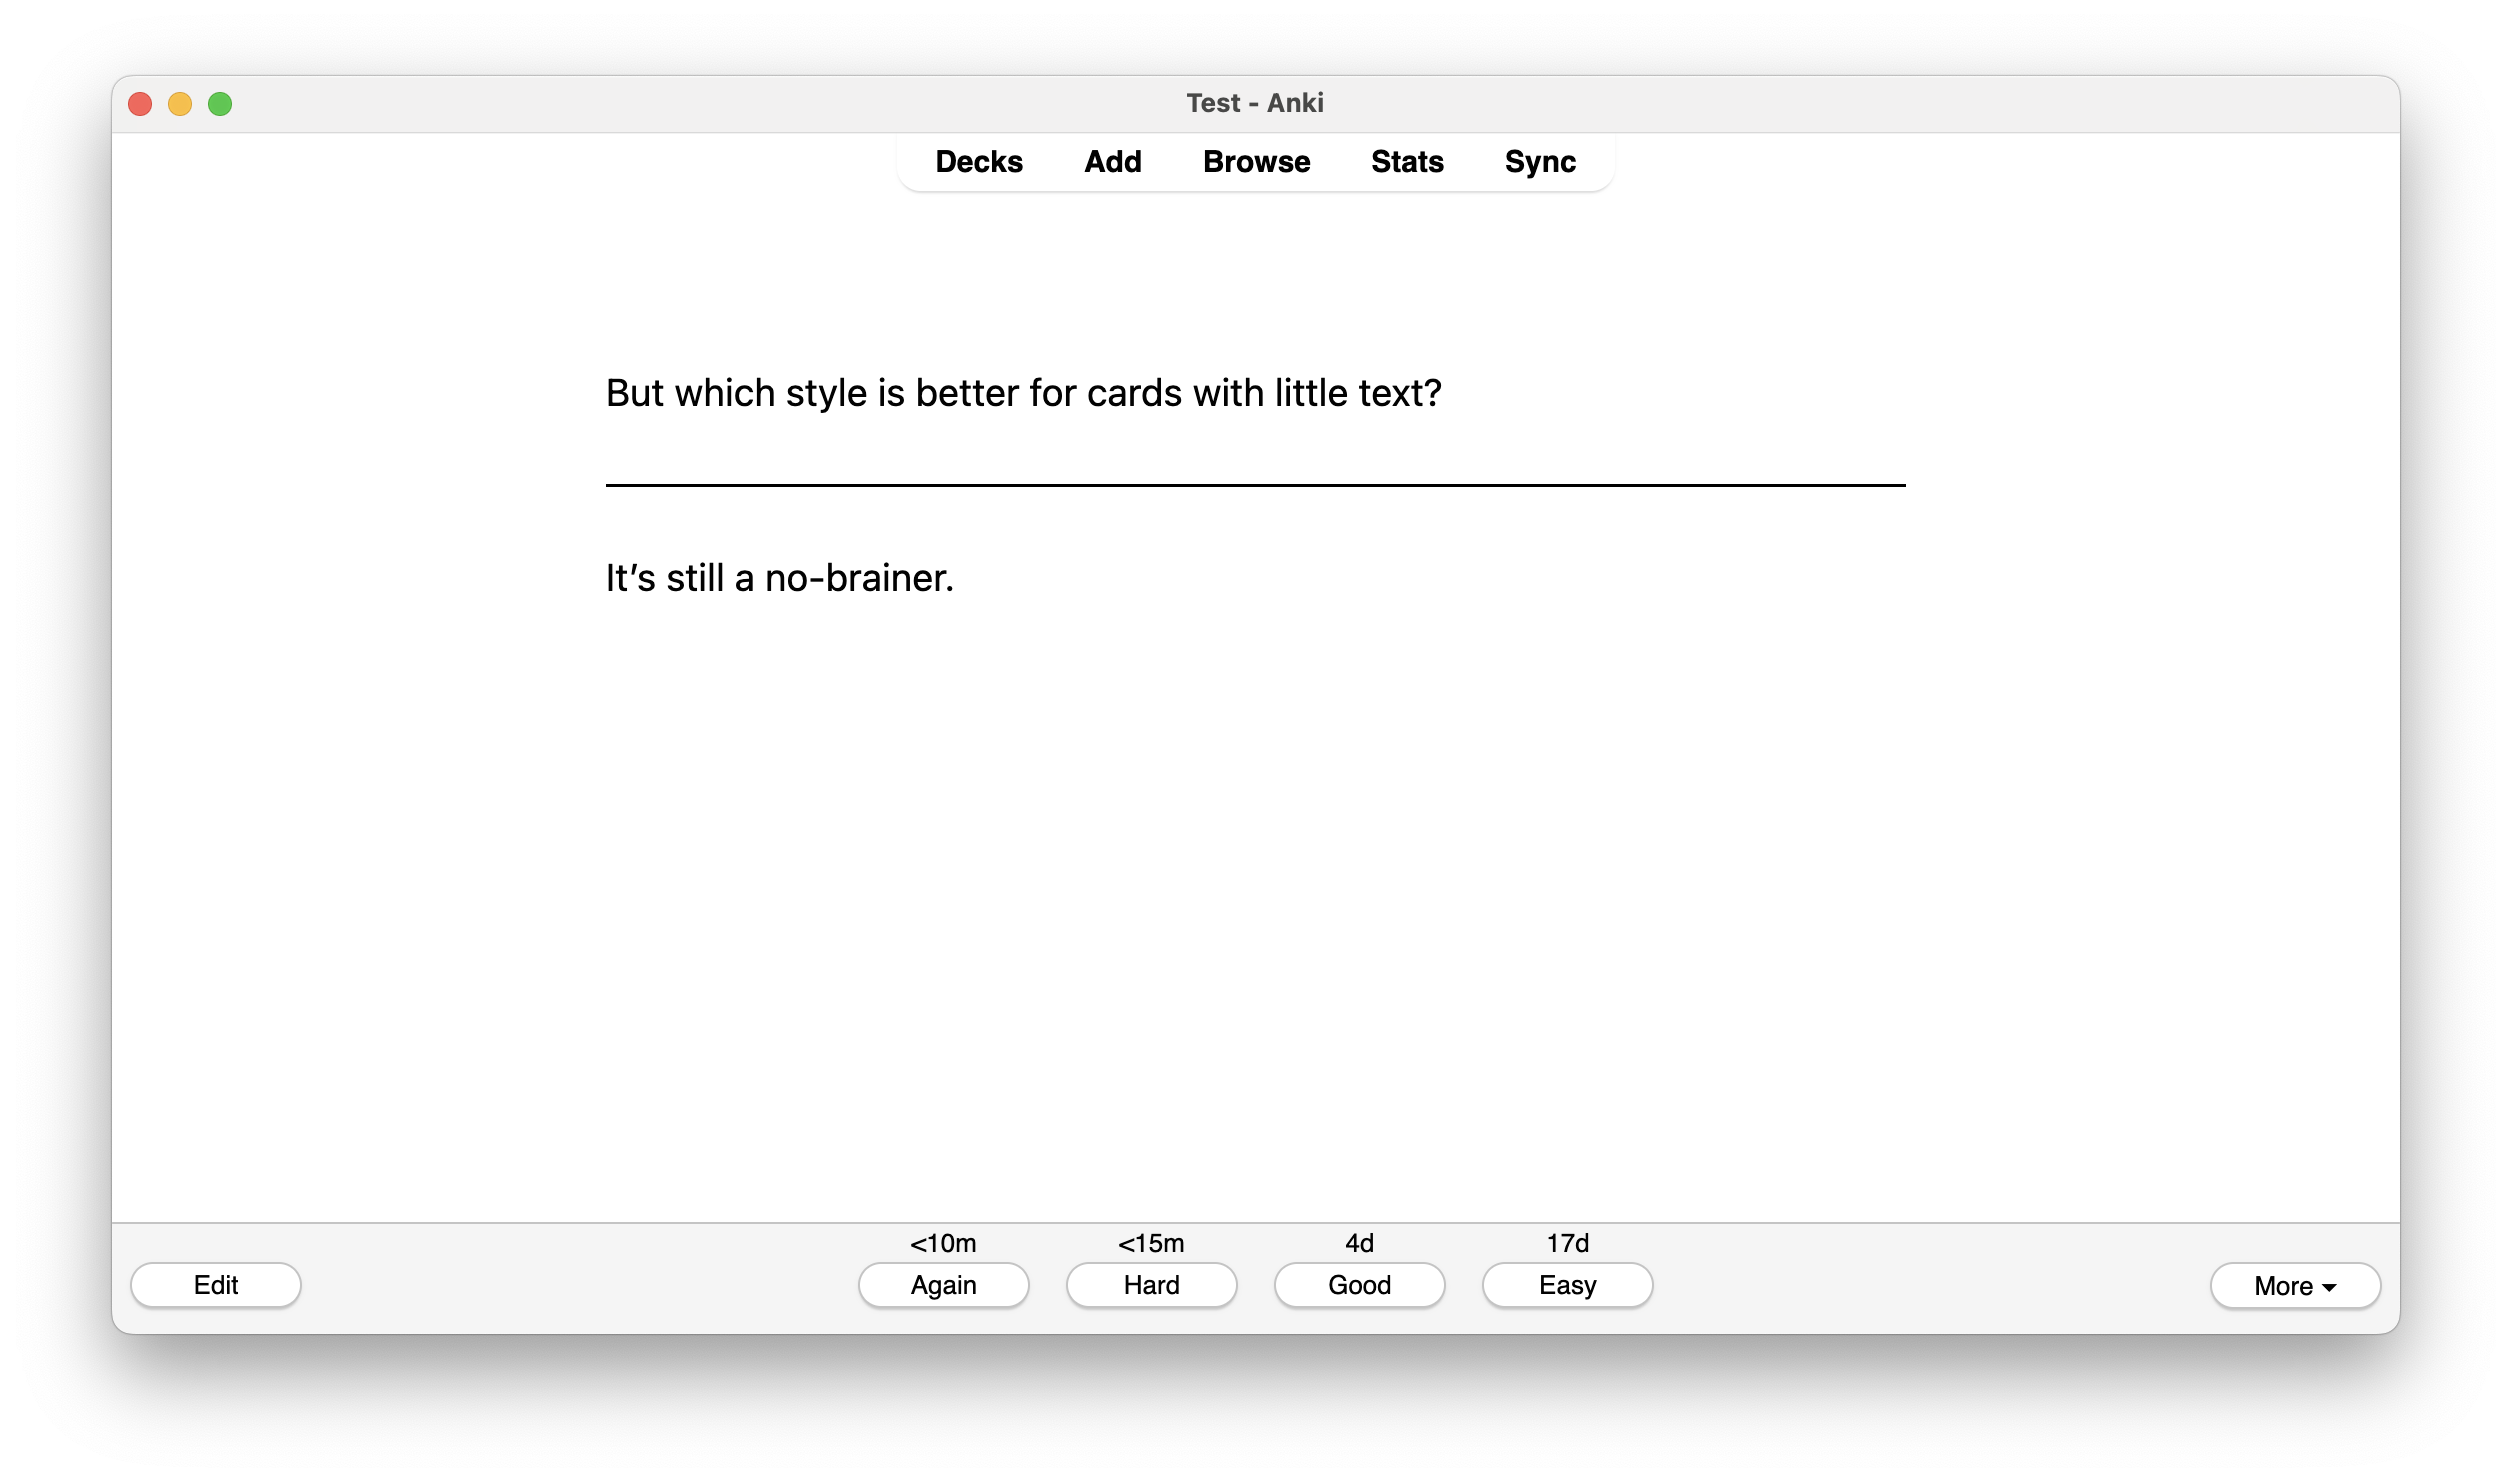 Test - Anki
Decks Add Browse Stats Sync
But which style is better for cards with little text?
It’s still a no-brainer.
<10m <15m 4d 17d
Edit Again Hard Good Easy More